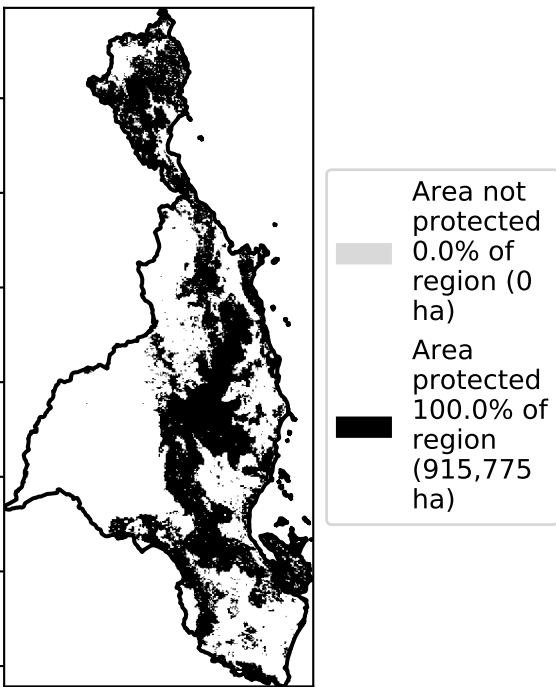 Area not
protected
0.0% of
region (0
ha)
Area
protected
100.0% of
region
(915,775
ha)